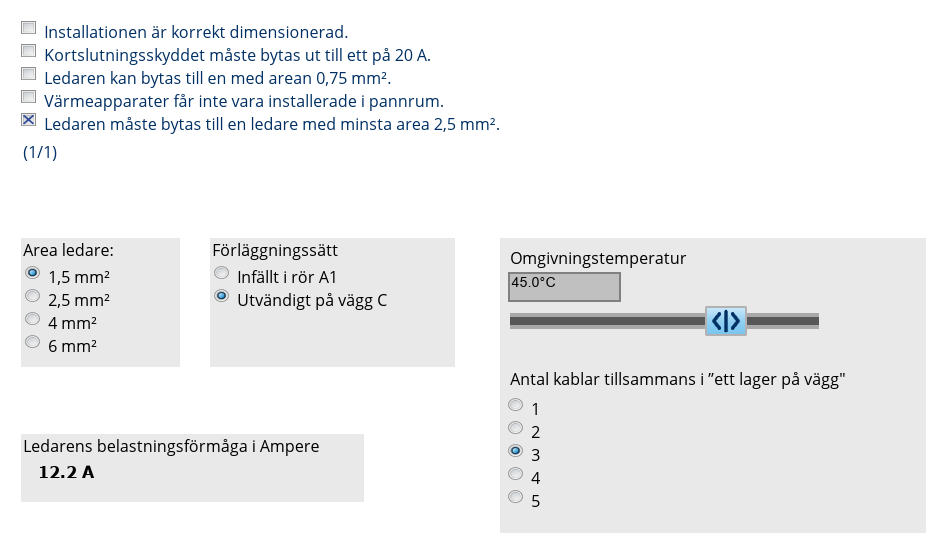 Installationen är korrekt dimensionerad.
Kortslutningsskyddet måste bytas ut till ett på 20 A.
Ledaren kan bytas till en med arean 0,75 mm².
Värmeapparater får inte vara installerade i pannrum.
Ledaren måste bytas till en ledare med minsta area 2,5 mm².
(1/1)
Area ledare:
1,5 mm²
2,5 mm²
4 mm²
6 mm²
Förläggningssätt
Infällt i rör A1
Utvändigt på vägg C
Omgivningstemperatur
45.0°C
Antal kablar tillsammans i ”ett lager på vägg"
1
2
3
4
5
Ledarens belastningsförmåga i Ampere
12.2 A